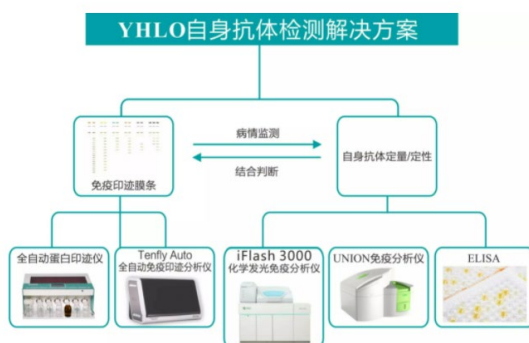 YHLO自身抗体检测解决方案
病情监测
结合判断
免疫印迹膜条
自身抗体定量/定性
全自动蛋白印迹仪
Tenfly Auto
全自动免疫印迹分析仪
iFlash 3000
化学发光免疫分析仪
UNION免疫分析仪
ELISA